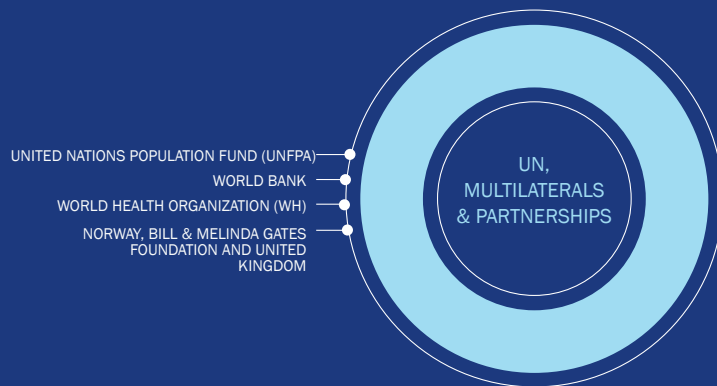 UNITED NATIONS POPULATION FUND (UNFPA)
WORLD BANK
WORLD HEALTH ORGANIZATION (WH)
NORWAY, BILL & MELINDA GATES
FOUNDATION AND UNITED
KINGDOM
UN,
MULTILATERALS
& PARTNERSHIPS